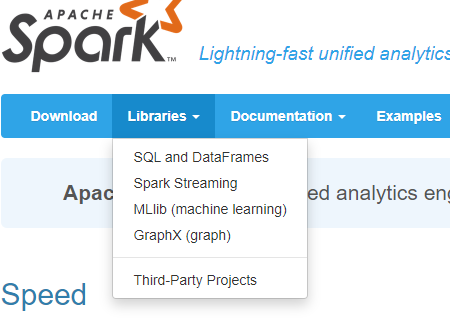 APACHE
Spark™
Lightning-fast unified analytics
Download Libraries Documentation Examples
SQL and DataFrames
Spark Streaming
Apac ed analytics eng
MLlib (machine learning)
GraphX (graph)
Third-Party Projects
Speed